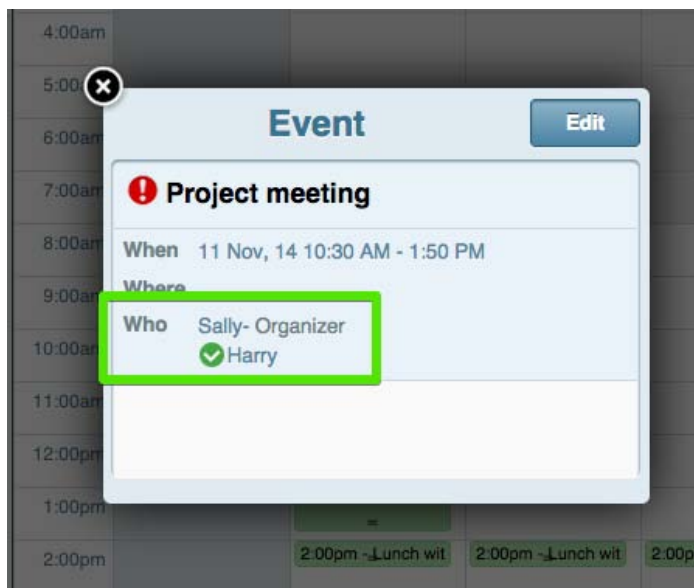 4:00am
5:00
Event
Edit
6:00am
7:00am
Project meeting
8:00am
When 11 Nov, 14 10:30 AM - 1:50 PM
9:00am
Where
Who Sally- Organizer
10:00am
Harry
11:00am
12:00pm
1:00pm
2:00pm
2:00pm - Lunch wit
2:00pm - Lunch wit
2:00p